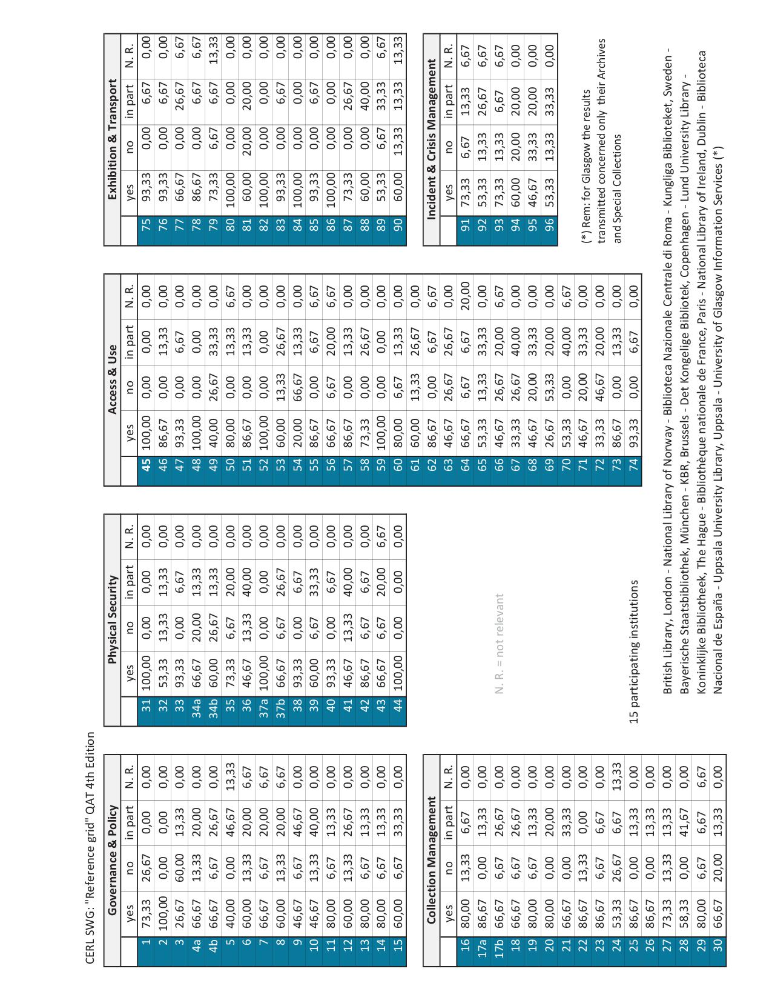 CERL SWG: "Reference grid" QAT 4th Edition
Governance & Policy
yes no in part N. R.
1 73,33 26,67 0,00 0,00
2 100,00 0,00 0,00 0,00
3 26,67 60,00 13,33 0,00
4a 66,67 13,33 20,00 0,00
4b 66,67 6,67 26,67 0,00
5 40,00 0,00 46,67 13,33
6 60,00 13,33 20,00 6,67
7 66,67 6,67 20,00 6,67
8 60,00 13,33 20,00 6,67
9 46,67 6,67 46,67 0,00
10 46,67 13,33 40,00 0,00
11 80,00 6,67 13,33 0,00
12 60,00 13,33 26,67 0,00
13 80,00 6,67 13,33 0,00
14 80,00 6,67 13,33 0,00
15 60,00 6,67 33,33 0,00
Physical Security
yes no in part N. R.
31 100,00 0,00 0,00 0,00
32 53,33 13,33 13,33 0,00
33 93,33 0,00 6,67 0,00
34a 66,67 20,00 13,33 0,00
34b 60,00 26,67 13,33 0,00
35 73,33 6,67 20,00 0,00
36 46,67 13,33 40,00 0,00
37a 100,00 0,00 0,00 0,00
37b 66,67 6,67 26,67 0,00
38 93,33 0,00 6,67 0,00
39 60,00 6,67 33,33 0,00
40 93,33 0,00 6,67 0,00
41 46,67 13,33 40,00 0,00
42 86,67 6,67 6,67 0,00
43 66,67 6,67 20,00 6,67
44 100,00 0,00 0,00 0,00
Access & Use
yes no in part N. R.
45 100,00 0,00 0,00 0,00
46 86,67 0,00 13,33 0,00
47 93,33 0,00 6,67 0,00
48 100,00 0,00 0,00 0,00
49 40,00 26,67 33,33 0,00
50 80,00 0,00 13,33 6,67
51 86,67 0,00 13,33 0,00
52 100,00 0,00 0,00 0,00
53 60,00 13,33 26,67 0,00
54 20,00 66,67 13,33 0,00
55 86,67 0,00 6,67 6,67
56 66,67 6,67 20,00 6,67
57 86,67 0,00 13,33 0,00
58 73,33 0,00 26,67 0,00
59 100,00 0,00 0,00 0,00
60 80,00 6,67 13,33 0,00
61 60,00 13,33 26,67 0,00
62 86,67 0,00 6,67 6,67
63 46,67 26,67 26,67 0,00
64 66,67 6,67 6,67 20,00
65 53,33 13,33 33,33 0,00
66 46,67 26,67 20,00 6,67
67 33,33 26,67 40,00 0,00
68 46,67 20,00 33,33 0,00
69 26,67 53,33 20,00 0,00
70 53,33 0,00 40,00 6,67
71 46,67 20,00 33,33 0,00
72 33,33 46,67 20,00 0,00
73 86,67 0,00 13,33 0,00
74 93,33 0,00 6,67 0,00
Exhibition & Transport
yes no in part N. R.
75 93,33 0,00 6,67 0,00
76 93,33 0,00 6,67 0,00
77 66,67 0,00 26,67 6,67
78 86,67 0,00 6,67 6,67
79 73,33 6,67 6,67 13,33
80 100,00 0,00 0,00 0,00
81 60,00 20,00 20,00 0,00
82 100,00 0,00 0,00 0,00
83 93,33 0,00 6,67 0,00
84 100,00 0,00 0,00 0,00
85 93,33 0,00 6,67 0,00
86 100,00 0,00 0,00 0,00
87 73,33 0,00 26,67 0,00
88 60,00 0,00 40,00 0,00
89 53,33 6,67 33,33 6,67
90 60,00 13,33 13,33 13,33
Collection Management
yes no in part N. R.
16 80,00 13,33 6,67 0,00
17a 86,67 0,00 13,33 0,00
17b 66,67 6,67 26,67 0,00
18 66,67 6,67 26,67 0,00
19 80,00 6,67 13,33 0,00
20 80,00 0,00 20,00 0,00
21 66,67 0,00 33,33 0,00
22 86,67 13,33 0,00 0,00
23 86,67 6,67 6,67 0,00
24 53,33 26,67 6,67 13,33
25 86,67 0,00 13,33 0,00
26 86,67 0,00 13,33 0,00
27 73,33 13,33 13,33 0,00
28 58,33 0,00 41,67 0,00
29 80,00 6,67 6,67 6,67
30 66,67 20,00 13,33 0,00
N. R. = not relevant
Incident & Crisis Management
yes no in part N. R.
91 73,33 6,67 13,33 6,67
92 53,33 13,33 26,67 6,67
93 73,33 13,33 6,67 6,67
94 60,00 20,00 20,00 0,00
95 46,67 33,33 20,00 0,00
96 53,33 13,33 33,33 0,00
(*) Rem: for Glasgow the results
transmitted concerned only their Archives
and Special Collections
15 participating institutions
British Library, London - National Library of Norway - Biblioteca Nazionale Centrale di Roma - Kungliga Biblioteket, Sweden -
Bayerische Staatsbibliothek, München - KBR, Brussels - Det Kongelige Bibliotek, Copenhagen - Lund University Library -
Koninklijke Bibliotheek, The Hague - Bibliothèque nationale de France, Paris - National Library of Ireland, Dublin - Biblioteca
Nacional de España - Uppsala University Library, Uppsala - University of Glasgow Information Services (*)